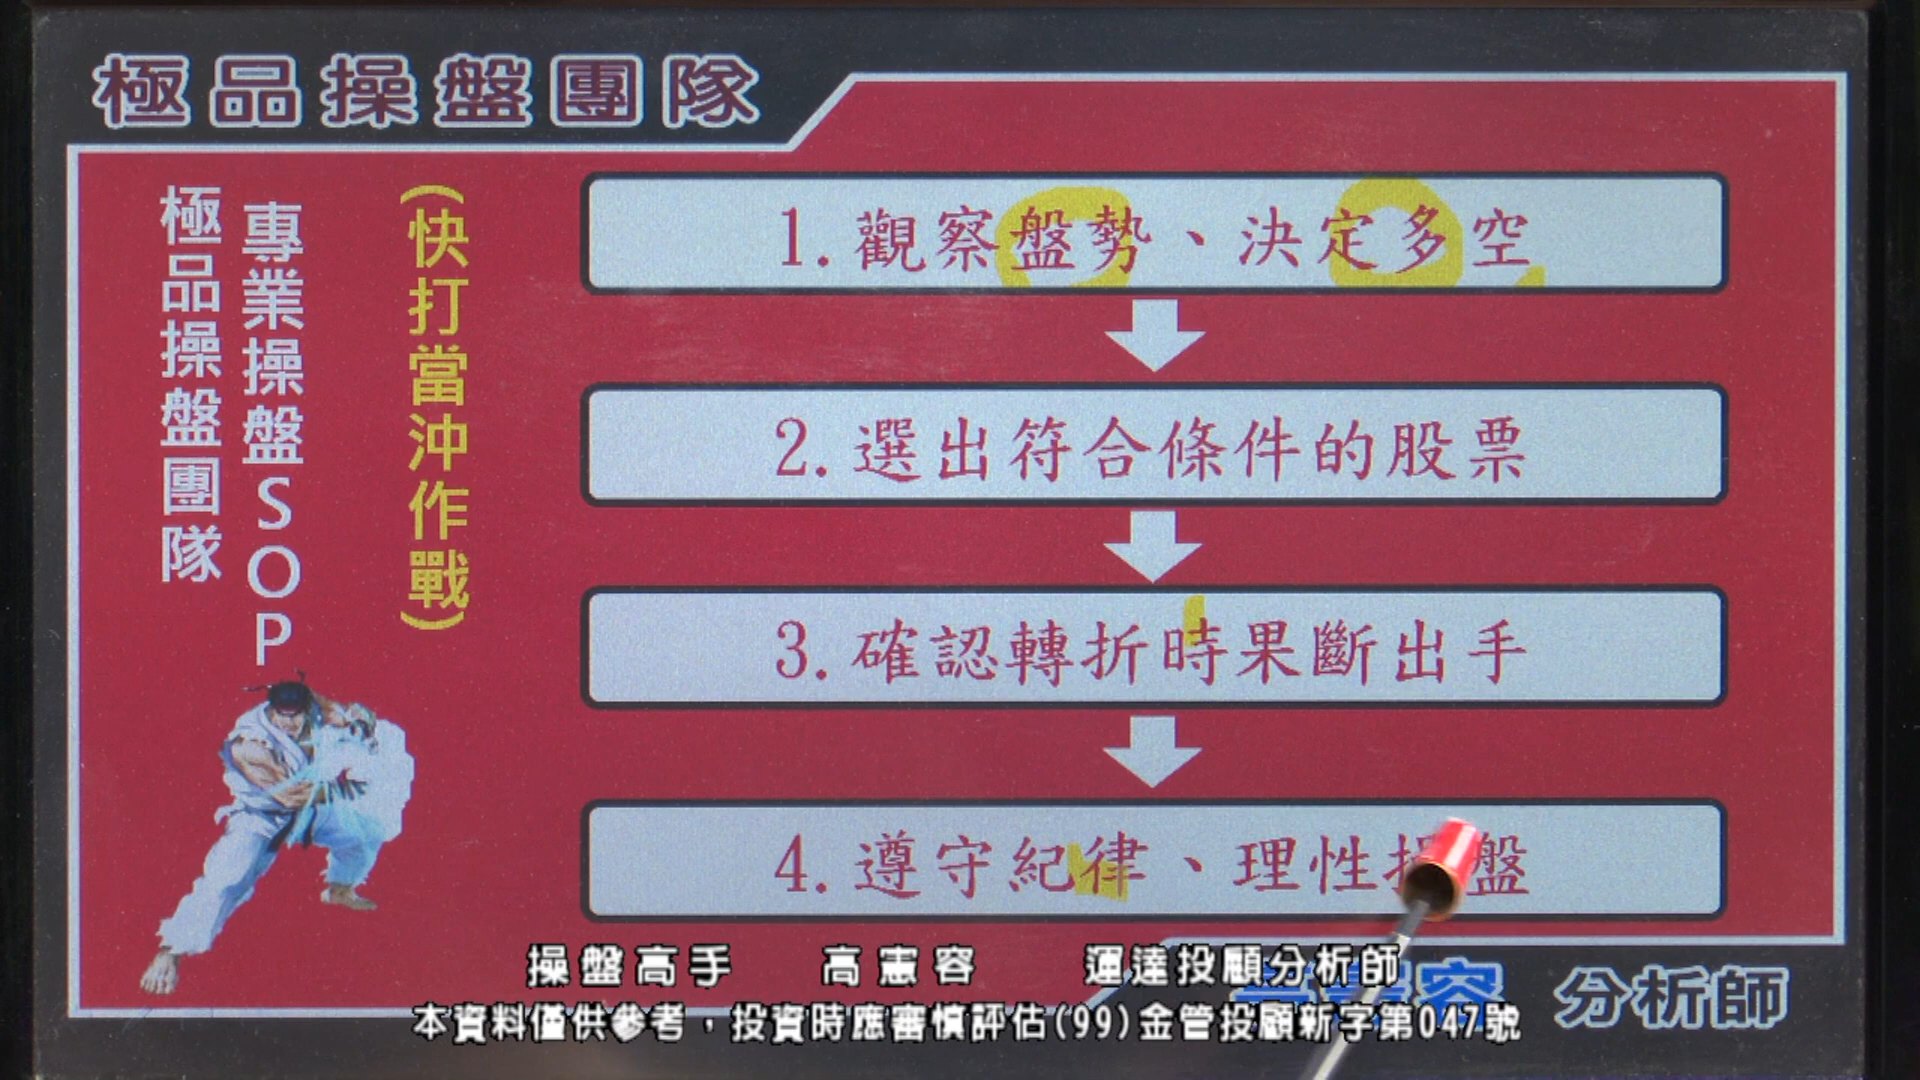 極品操盤團隊
極品操盤團隊
專業操盤SOP
(快打當沖作戰)
1.觀察盤勢、決定多空
2.選出符合條件的股票
3.確認轉折時果斷出手
4.遵守紀律、理性操盤
操盤高手 高憲容 運達投顧分析師
容 分析師
本資料僅供參考,投資時應審慎評估(99)金管投顧新字第047號